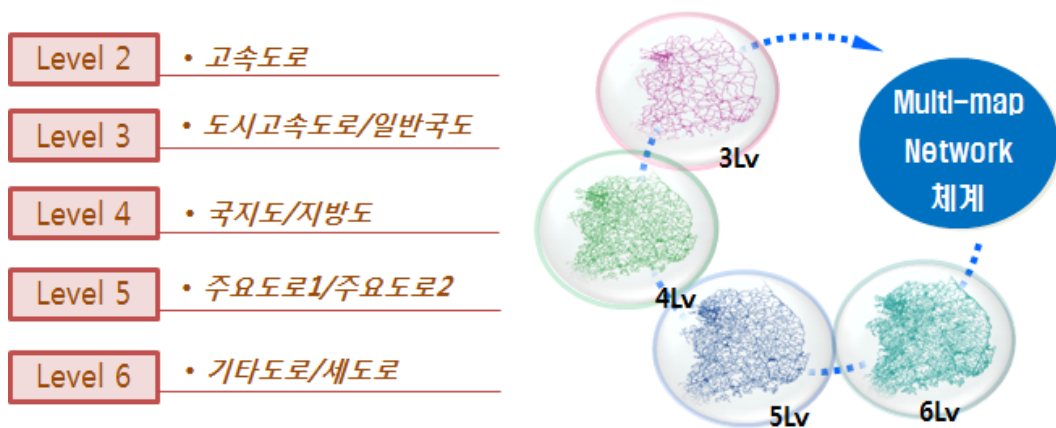 Level 2
• 고속도로
Level 3
• 도시고속도로/일반국도
Level 4
• 국지도/지방도
Level 5
• 주요도로1/주요도로2
Level 6
• 기타도로/세도로
3Lv
4Lv
5Lv
6Lv
Multi-map
Network
체계